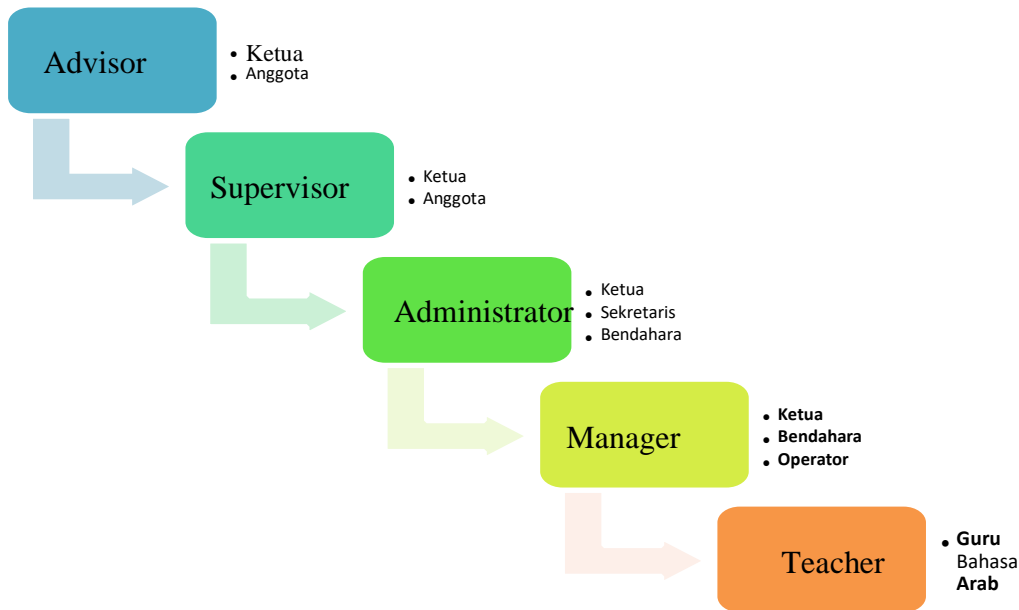 Advisor
• Ketua
• Anggota
Supervisor
• Ketua
• Anggota
Administrator
• Ketua
• Sekretaris
• Bendahara
Manager
• Ketua
• Bendahara
• Operator
Teacher
• Guru
Bahasa
Arab